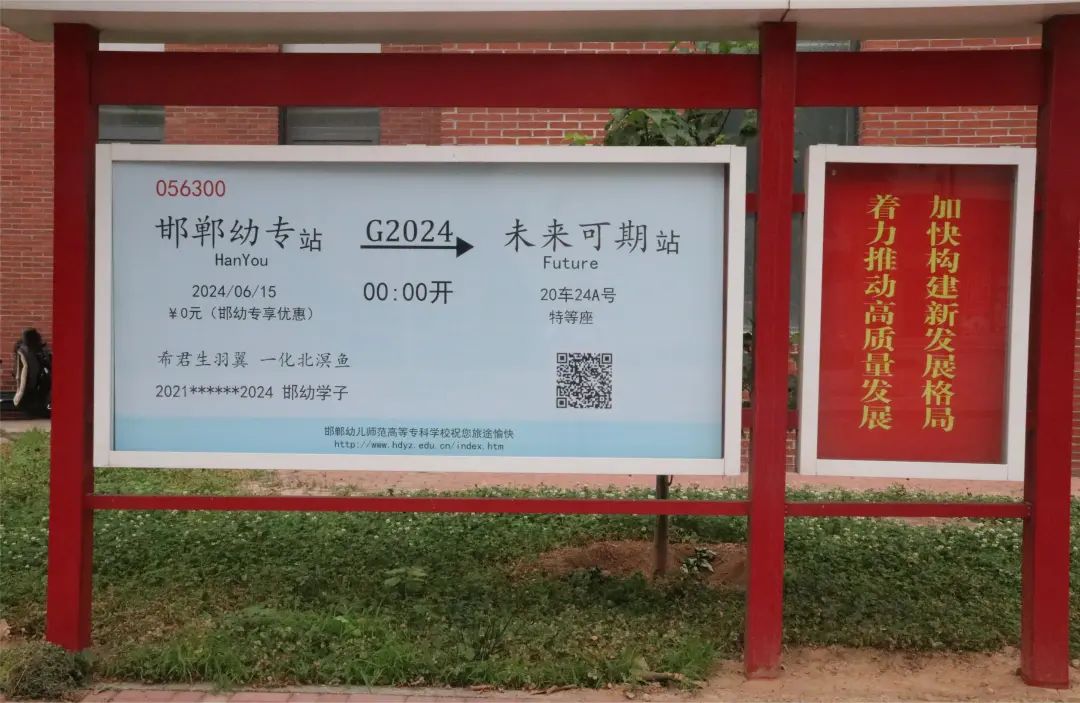 056300
邯郸幼专站 G2024 未来可期站
HanYou Future
2024/06/15 00:00开 20车24A号
￥0元（邯幼专享优惠） 特等座
希君生羽翼 一化北溟鱼
2021******2024 邯幼学子
邯郸幼儿师范高等专科学校祝您旅途愉快
http://www.hdyz.edu.cn/index.htm
加快构建新发展格局
着力推动高质量发展